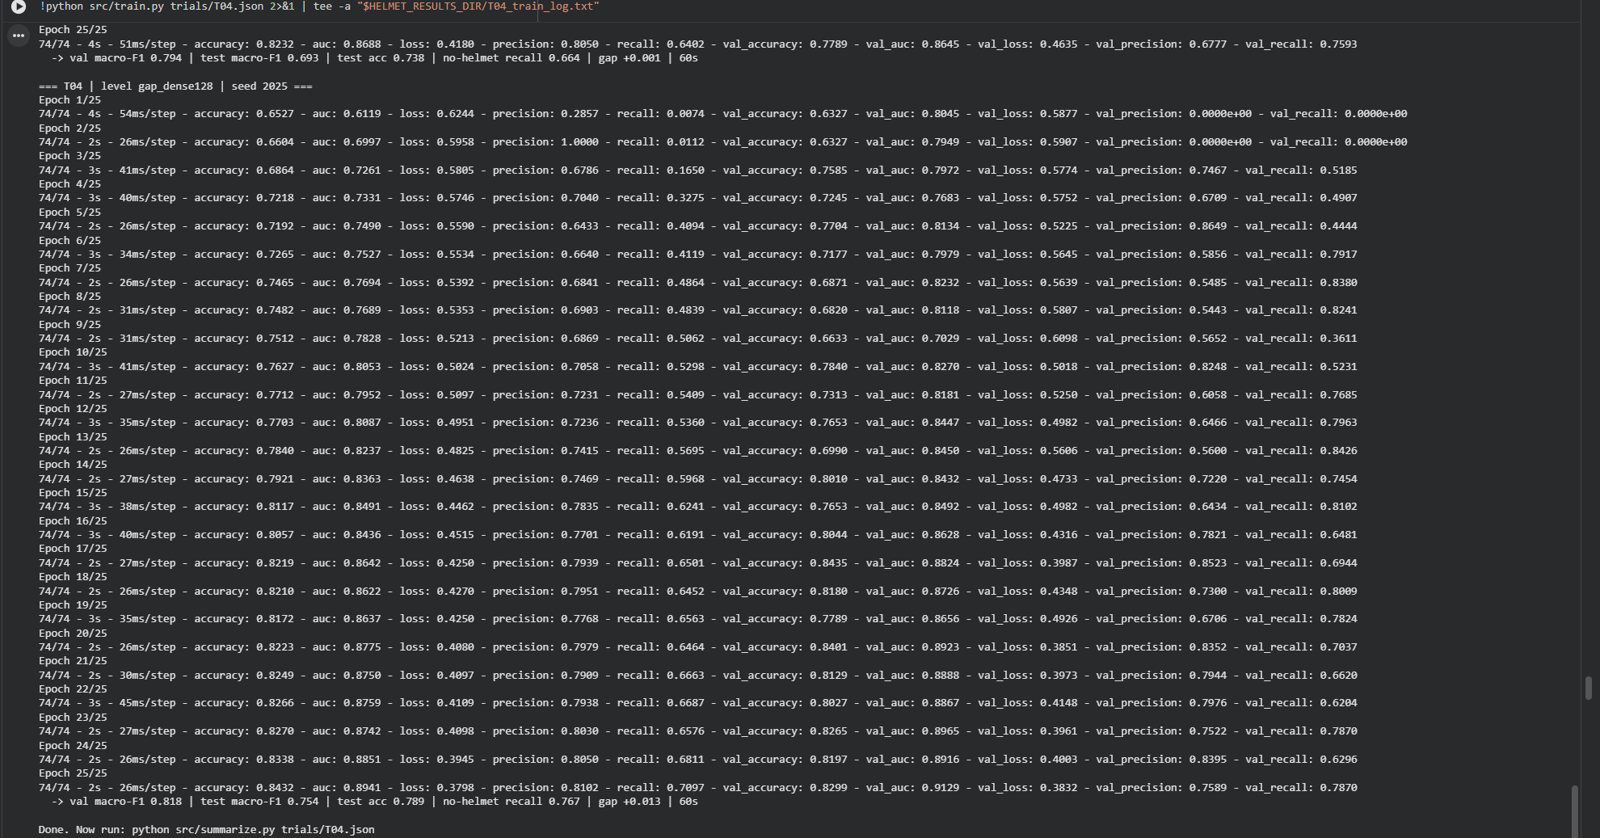 !python src/train.py trials/T04.json 2>&1 | tee -a "$HELMET_RESULTS_DIR/T04_train_log.txt"
Epoch 25/25
74/74 - 4s - 51ms/step - accuracy: 0.8232 - auc: 0.8688 - loss: 0.4180 - precision: 0.8050 - recall: 0.6402 - val_accuracy: 0.7789 - val_auc: 0.8645 - val_loss: 0.4635 - val_precision: 0.6777 - val_recall: 0.7593
-> val macro-F1 0.794 | test macro-F1 0.693 | test acc 0.738 | no-helmet recall 0.664 | gap +0.001 | 60s
=== T04 | level gap_dense128 | seed 2025 ===
Epoch 1/25
74/74 - 4s - 54ms/step - accuracy: 0.6527 - auc: 0.6119 - loss: 0.6244 - precision: 0.2857 - recall: 0.0074 - val_accuracy: 0.6327 - val_auc: 0.8045 - val_loss: 0.5877 - val_precision: 0.0000e+00 - val_recall: 0.0000e+00
Epoch 2/25
74/74 - 2s - 26ms/step - accuracy: 0.6604 - auc: 0.6997 - loss: 0.5958 - precision: 1.0000 - recall: 0.0112 - val_accuracy: 0.6327 - val_auc: 0.7949 - val_loss: 0.5907 - val_precision: 0.0000e+00 - val_recall: 0.0000e+00
Epoch 3/25
74/74 - 3s - 41ms/step - accuracy: 0.6864 - auc: 0.7261 - loss: 0.5805 - precision: 0.6786 - recall: 0.1650 - val_accuracy: 0.7585 - val_auc: 0.7972 - val_loss: 0.5774 - val_precision: 0.7467 - val_recall: 0.5185
Epoch 4/25
74/74 - 3s - 40ms/step - accuracy: 0.7218 - auc: 0.7331 - loss: 0.5746 - precision: 0.7040 - recall: 0.3275 - val_accuracy: 0.7245 - val_auc: 0.7683 - val_loss: 0.5752 - val_precision: 0.6709 - val_recall: 0.4907
Epoch 5/25
74/74 - 2s - 26ms/step - accuracy: 0.7192 - auc: 0.7490 - loss: 0.5590 - precision: 0.6433 - recall: 0.4094 - val_accuracy: 0.7704 - val_auc: 0.8134 - val_loss: 0.5225 - val_precision: 0.8649 - val_recall: 0.4444
Epoch 6/25
74/74 - 3s - 34ms/step - accuracy: 0.7265 - auc: 0.7527 - loss: 0.5534 - precision: 0.6640 - recall: 0.4119 - val_accuracy: 0.7177 - val_auc: 0.7979 - val_loss: 0.5645 - val_precision: 0.5856 - val_recall: 0.7917
Epoch 7/25
74/74 - 2s - 26ms/step - accuracy: 0.7465 - auc: 0.7694 - loss: 0.5392 - precision: 0.6841 - recall: 0.4864 - val_accuracy: 0.6871 - val_auc: 0.8232 - val_loss: 0.5639 - val_precision: 0.5485 - val_recall: 0.8380
Epoch 8/25
74/74 - 2s - 31ms/step - accuracy: 0.7482 - auc: 0.7689 - loss: 0.5353 - precision: 0.6903 - recall: 0.4839 - val_accuracy: 0.6820 - val_auc: 0.8118 - val_loss: 0.5807 - val_precision: 0.5443 - val_recall: 0.8241
Epoch 9/25
74/74 - 2s - 31ms/step - accuracy: 0.7512 - auc: 0.7828 - loss: 0.5213 - precision: 0.6869 - recall: 0.5062 - val_accuracy: 0.6633 - val_auc: 0.7029 - val_loss: 0.6098 - val_precision: 0.5652 - val_recall: 0.3611
Epoch 10/25
74/74 - 3s - 41ms/step - accuracy: 0.7627 - auc: 0.8053 - loss: 0.5024 - precision: 0.7058 - recall: 0.5298 - val_accuracy: 0.7840 - val_auc: 0.8270 - val_loss: 0.5018 - val_precision: 0.8248 - val_recall: 0.5231
Epoch 11/25
74/74 - 2s - 27ms/step - accuracy: 0.7712 - auc: 0.7952 - loss: 0.5097 - precision: 0.7231 - recall: 0.5409 - val_accuracy: 0.7313 - val_auc: 0.8181 - val_loss: 0.5250 - val_precision: 0.6058 - val_recall: 0.7685
Epoch 12/25
74/74 - 3s - 35ms/step - accuracy: 0.7703 - auc: 0.8087 - loss: 0.4951 - precision: 0.7236 - recall: 0.5360 - val_accuracy: 0.7653 - val_auc: 0.8447 - val_loss: 0.4982 - val_precision: 0.6466 - val_recall: 0.7963
Epoch 13/25
74/74 - 2s - 26ms/step - accuracy: 0.7840 - auc: 0.8237 - loss: 0.4825 - precision: 0.7415 - recall: 0.5695 - val_accuracy: 0.6990 - val_auc: 0.8450 - val_loss: 0.5606 - val_precision: 0.5600 - val_recall: 0.8426
Epoch 14/25
74/74 - 2s - 27ms/step - accuracy: 0.7921 - auc: 0.8363 - loss: 0.4638 - precision: 0.7469 - recall: 0.5968 - val_accuracy: 0.8010 - val_auc: 0.8432 - val_loss: 0.4733 - val_precision: 0.7220 - val_recall: 0.7454
Epoch 15/25
74/74 - 3s - 38ms/step - accuracy: 0.8117 - auc: 0.8491 - loss: 0.4462 - precision: 0.7835 - recall: 0.6241 - val_accuracy: 0.7653 - val_auc: 0.8492 - val_loss: 0.4982 - val_precision: 0.6434 - val_recall: 0.8102
Epoch 16/25
74/74 - 3s - 40ms/step - accuracy: 0.8057 - auc: 0.8436 - loss: 0.4515 - precision: 0.7701 - recall: 0.6191 - val_accuracy: 0.8044 - val_auc: 0.8628 - val_loss: 0.4316 - val_precision: 0.7821 - val_recall: 0.6481
Epoch 17/25
74/74 - 2s - 27ms/step - accuracy: 0.8219 - auc: 0.8642 - loss: 0.4250 - precision: 0.7939 - recall: 0.6501 - val_accuracy: 0.8435 - val_auc: 0.8824 - val_loss: 0.3987 - val_precision: 0.8523 - val_recall: 0.6944
Epoch 18/25
74/74 - 2s - 26ms/step - accuracy: 0.8210 - auc: 0.8622 - loss: 0.4270 - precision: 0.7951 - recall: 0.6452 - val_accuracy: 0.8180 - val_auc: 0.8726 - val_loss: 0.4348 - val_precision: 0.7300 - val_recall: 0.8009
Epoch 19/25
74/74 - 3s - 35ms/step - accuracy: 0.8172 - auc: 0.8637 - loss: 0.4250 - precision: 0.7768 - recall: 0.6563 - val_accuracy: 0.7789 - val_auc: 0.8656 - val_loss: 0.4926 - val_precision: 0.6706 - val_recall: 0.7824
Epoch 20/25
74/74 - 2s - 26ms/step - accuracy: 0.8223 - auc: 0.8775 - loss: 0.4080 - precision: 0.7979 - recall: 0.6464 - val_accuracy: 0.8401 - val_auc: 0.8923 - val_loss: 0.3851 - val_precision: 0.8352 - val_recall: 0.7037
Epoch 21/25
74/74 - 2s - 30ms/step - accuracy: 0.8249 - auc: 0.8750 - loss: 0.4097 - precision: 0.7909 - recall: 0.6663 - val_accuracy: 0.8129 - val_auc: 0.8888 - val_loss: 0.3973 - val_precision: 0.7944 - val_recall: 0.6620
Epoch 22/25
74/74 - 3s - 45ms/step - accuracy: 0.8266 - auc: 0.8759 - loss: 0.4109 - precision: 0.7938 - recall: 0.6687 - val_accuracy: 0.8027 - val_auc: 0.8867 - val_loss: 0.4148 - val_precision: 0.7976 - val_recall: 0.6204
Epoch 23/25
74/74 - 2s - 27ms/step - accuracy: 0.8270 - auc: 0.8742 - loss: 0.4098 - precision: 0.8030 - recall: 0.6576 - val_accuracy: 0.8265 - val_auc: 0.8965 - val_loss: 0.3961 - val_precision: 0.7522 - val_recall: 0.7870
Epoch 24/25
74/74 - 2s - 26ms/step - accuracy: 0.8338 - auc: 0.8851 - loss: 0.3945 - precision: 0.8050 - recall: 0.6811 - val_accuracy: 0.8197 - val_auc: 0.8916 - val_loss: 0.4003 - val_precision: 0.8395 - val_recall: 0.6296
Epoch 25/25
74/74 - 2s - 26ms/step - accuracy: 0.8432 - auc: 0.8941 - loss: 0.3798 - precision: 0.8102 - recall: 0.7097 - val_accuracy: 0.8299 - val_auc: 0.9129 - val_loss: 0.3832 - val_precision: 0.7589 - val_recall: 0.7870
-> val macro-F1 0.818 | test macro-F1 0.754 | test acc 0.789 | no-helmet recall 0.767 | gap +0.013 | 60s
Done. Now run: python src/summarize.py trials/T04.json